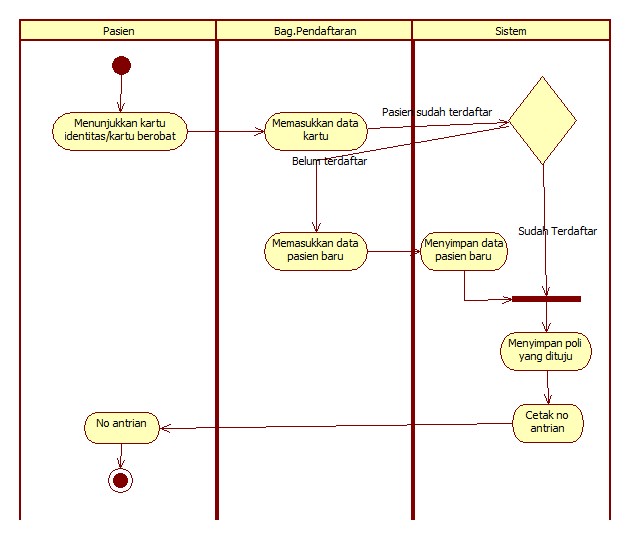 Pasien
Bag.Pendaftaran
Sistem
Menunjukkan kartu
identitas/kartu berobat
Memasukkan data
kartu
Pasien sudah terdaftar
Belum terdaftar
Sudah Terdaftar
Memasukkan data
pasien baru
Menyimpan data
pasien baru
Menyimpan poli
yang dituju
Cetak no
antrian
No antrian